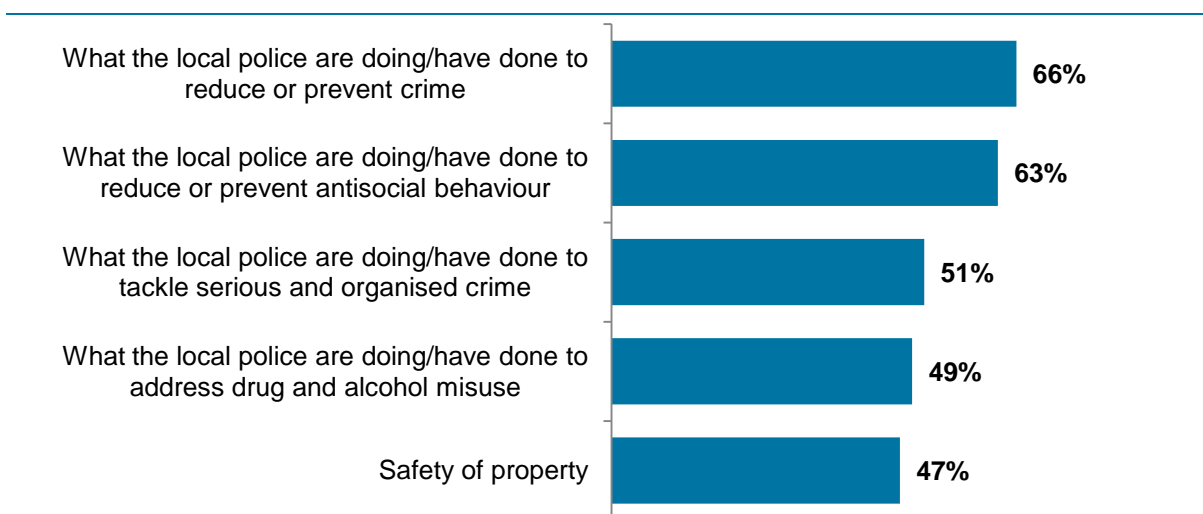 What the local police are doing/have done to
reduce or prevent crime
66%
What the local police are doing/have done to
reduce or prevent antisocial behaviour
63%
What the local police are doing/have done to
tackle serious and organised crime
51%
What the local police are doing/have done to
address drug and alcohol misuse
49%
Safety of property
47%